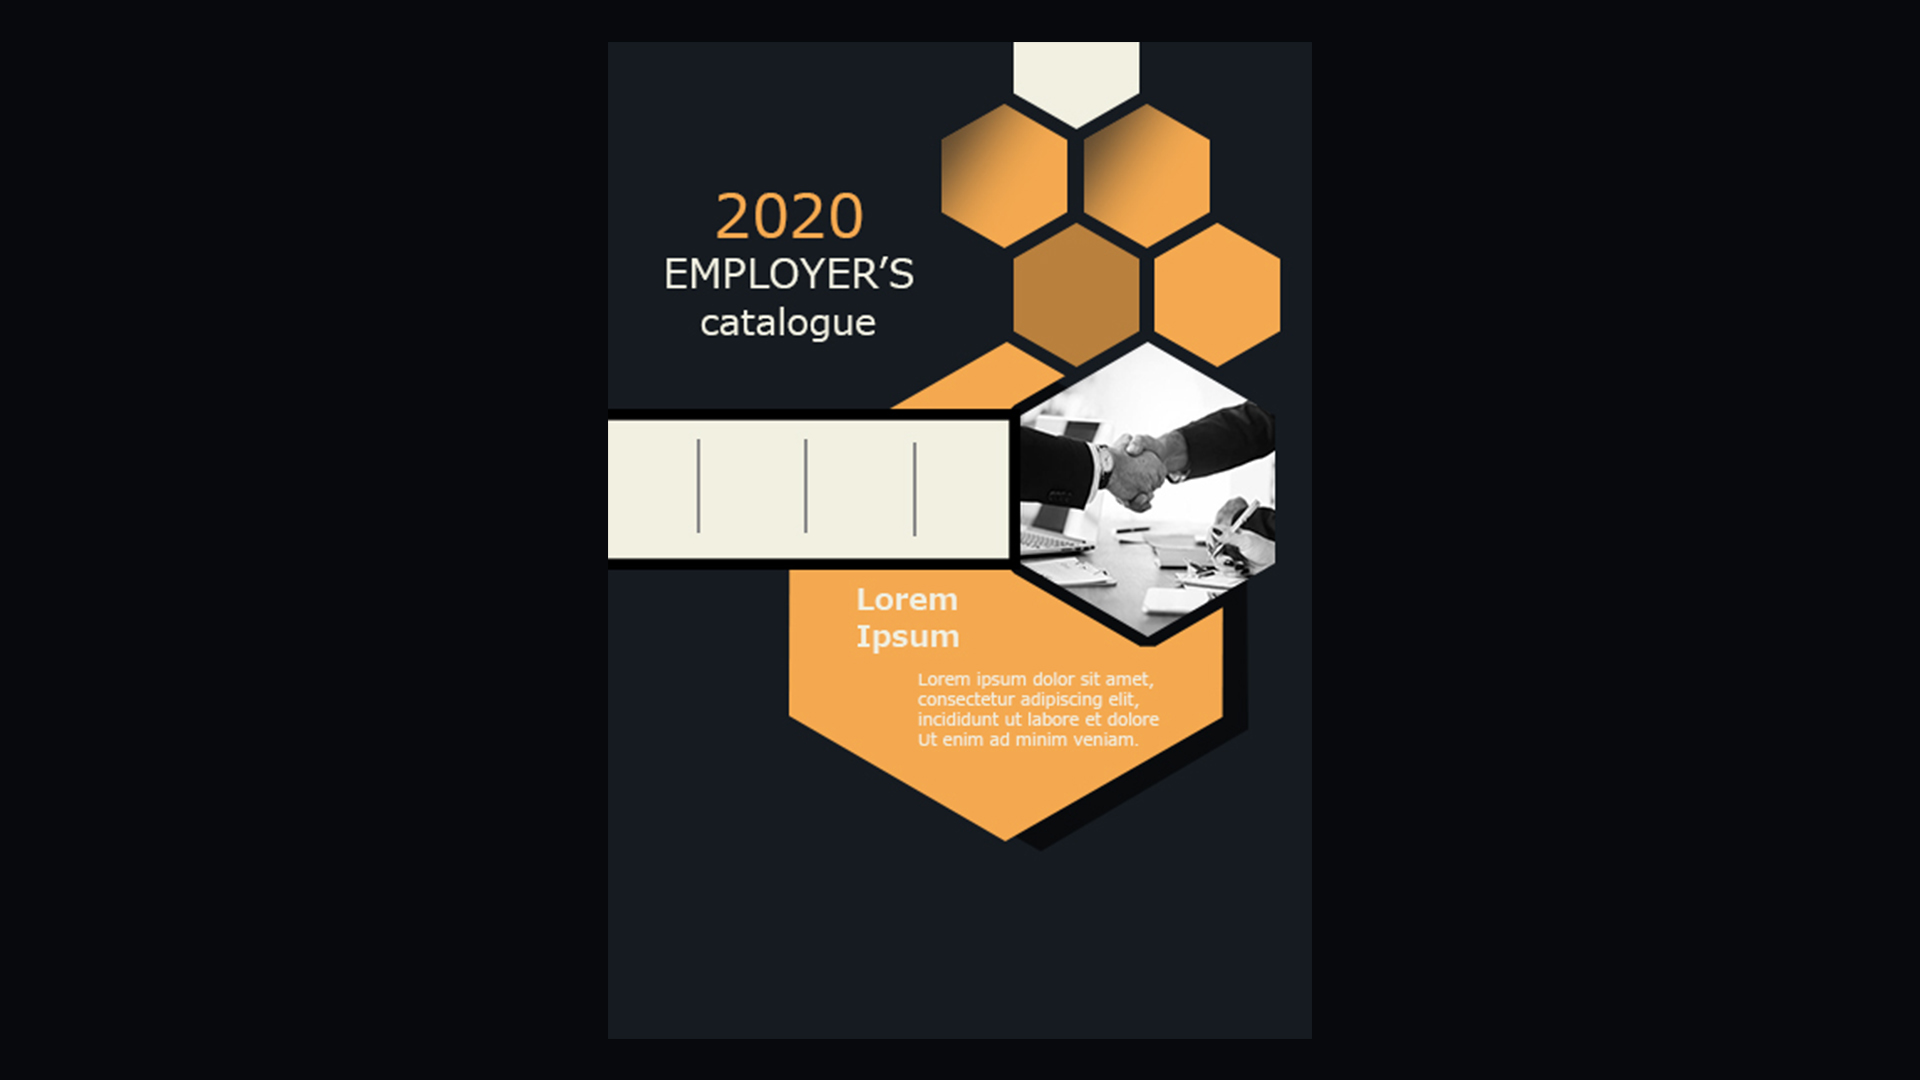 2020
EMPLOYER’S
catalogue
Lorem
Ipsum
Lorem ipsum dolor sit amet,
consectetur adipiscing elit,
incididunt ut labore et dolore
Ut enim ad minim veniam.